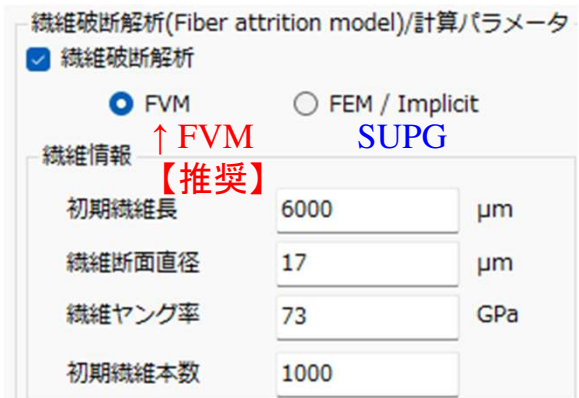 繊維破断解析(Fiber attrition model)/計算パラメータ
繊維破断解析
FVM FEM / Implicit
↑FVM SUPG
【推奨】
繊維情報
初期繊維長 6000 μm
繊維断面直径 17 μm
繊維ヤング率 73 GPa
初期繊維本数 1000